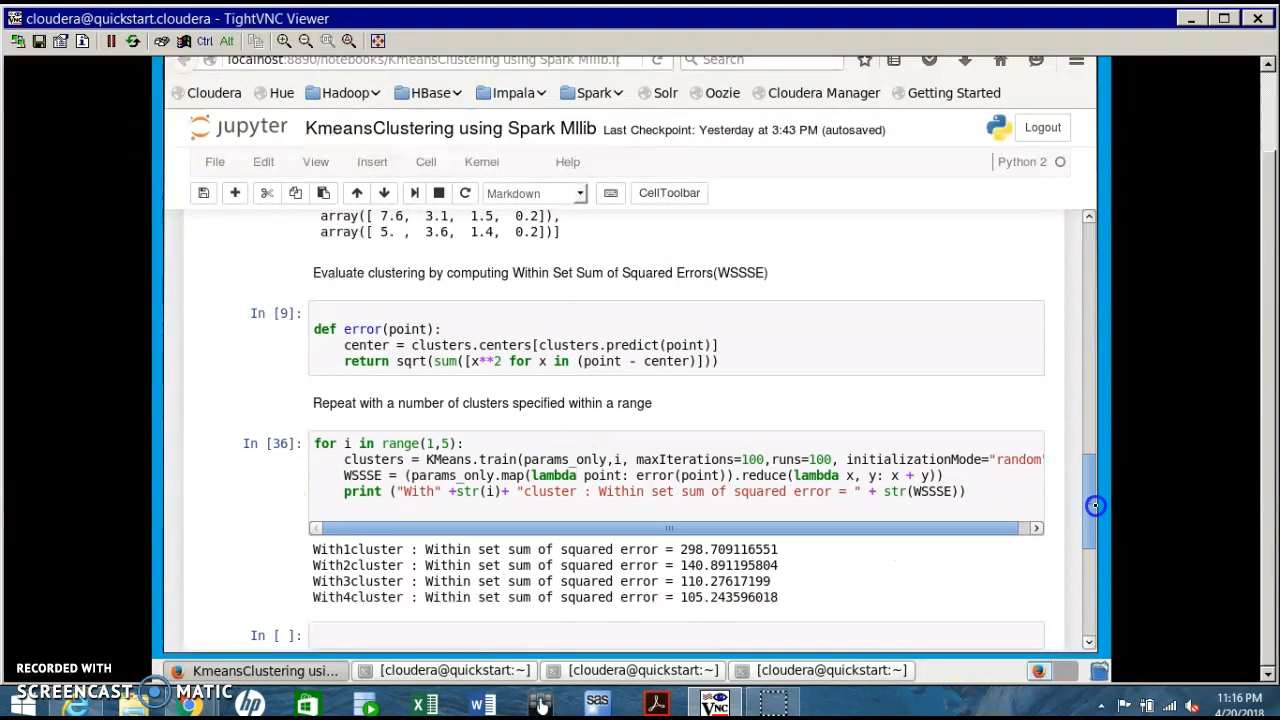 cloudera@quickstart.cloudera - TightVNC Viewer
Ctrl Alt
localhost:8890/notebooks/KmeansClustering using Spark Mllib.i
Search
Cloudera Hue Hadoop HBase Impala Spark Solr Oozie Cloudera Manager Getting Started
jupyter KmeansClustering using Spark Mllib Last Checkpoint: Yesterday at 3:43 PM (autosaved)
Logout
File Edit View Insert Cell Kernel Help Python 2
Markdown CellToolbar
array([ 7.6, 3.1, 1.5, 0.2]),
array([ 5. , 3.6, 1.4, 0.2])]
Evaluate clustering by computing Within Set Sum of Squared Errors(WSSSE)
In [9]:
def error(point):
center = clusters.centers[clusters.predict(point)]
return sqrt(sum([x**2 for x in (point - center)]))
Repeat with a number of clusters specified within a range
In [36]: for i in range(1,5):
clusters = KMeans.train(params_only,i, maxIterations=100,runs=100, initializationMode="random"
WSSSE = (params_only.map(lambda point: error(point)).reduce(lambda x, y: x + y))
print ("With" +str(i)+ "cluster : Within set sum of squared error = " + str(WSSSE))
With1cluster : Within set sum of squared error = 298.709116551
With2cluster : Within set sum of squared error = 140.891195804
With3cluster : Within set sum of squared error = 110.27617199
With4cluster : Within set sum of squared error = 105.243596018
In [ ]:
KmeansClustering usi... [cloudera@quickstart:~] [cloudera@quickstart:~] [cloudera@quickstart:~]
RECORDED WITH
SCREENCAST MATIC
hp
sas
VNC
11:16 PM
4/20/2018